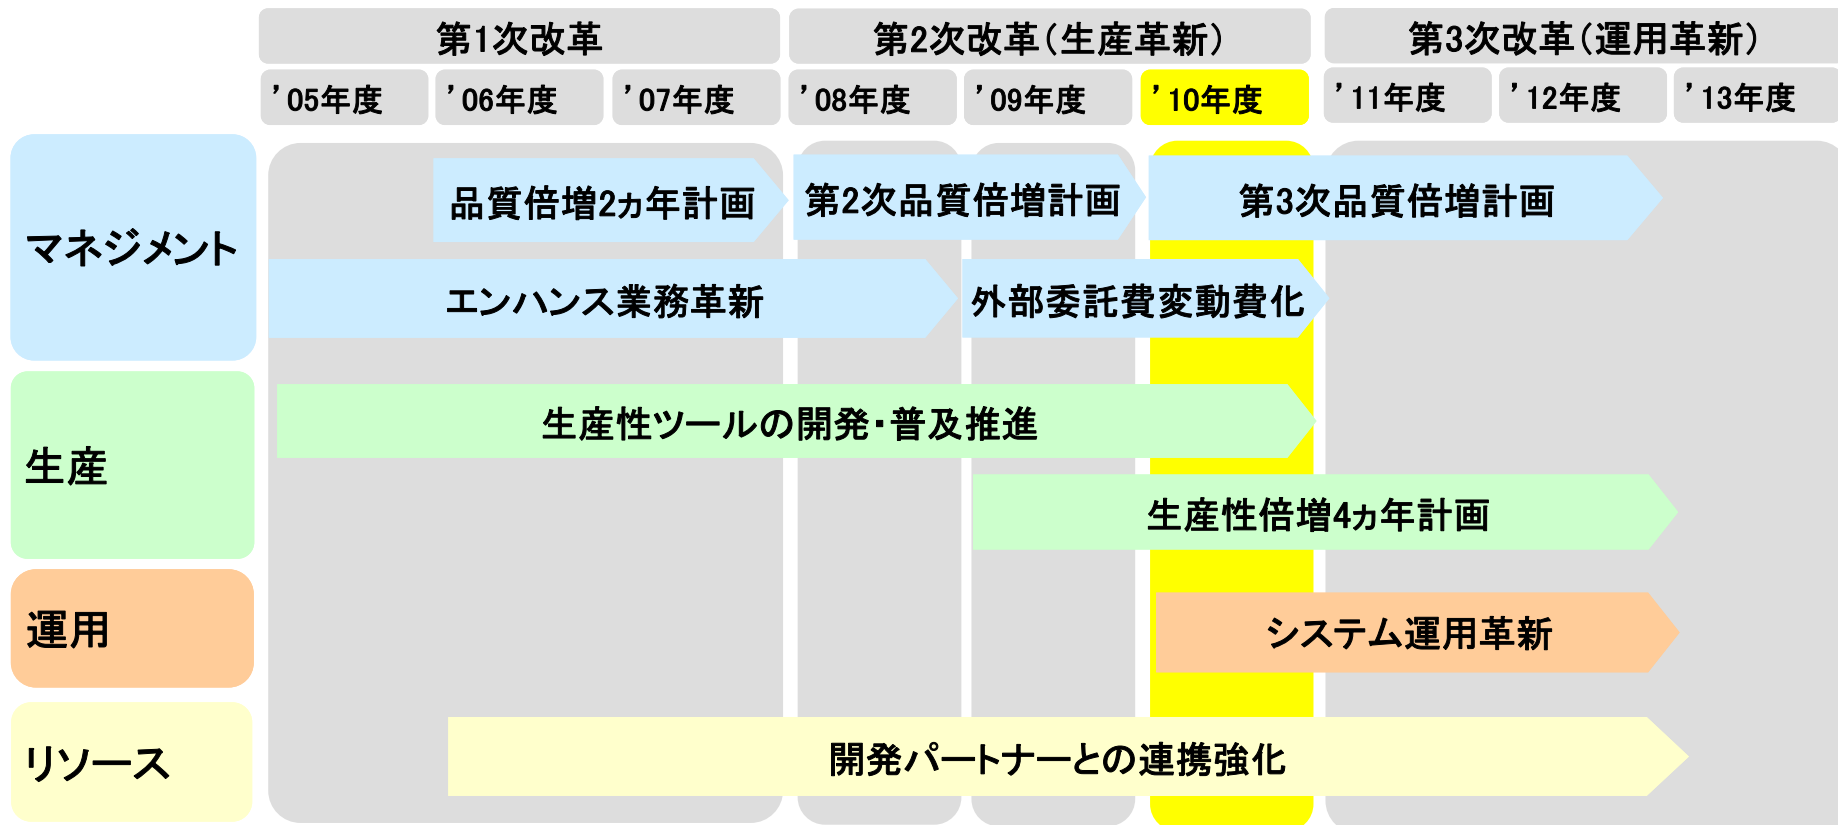 第1次改革
第2次改革(生産革新)
第3次改革(運用革新)
’05年度
’06年度
’07年度
’08年度
’09年度
’10年度
’11年度
’12年度
’13年度
マネジメント
品質倍増2ヵ年計画
第2次品質倍増計画
第3次品質倍増計画
エンハンス業務革新
外部委託費変動費化
生産
生産性ツールの開発・普及推進
生産性倍増4ヵ年計画
運用
システム運用革新
リソース
開発パートナーとの連携強化